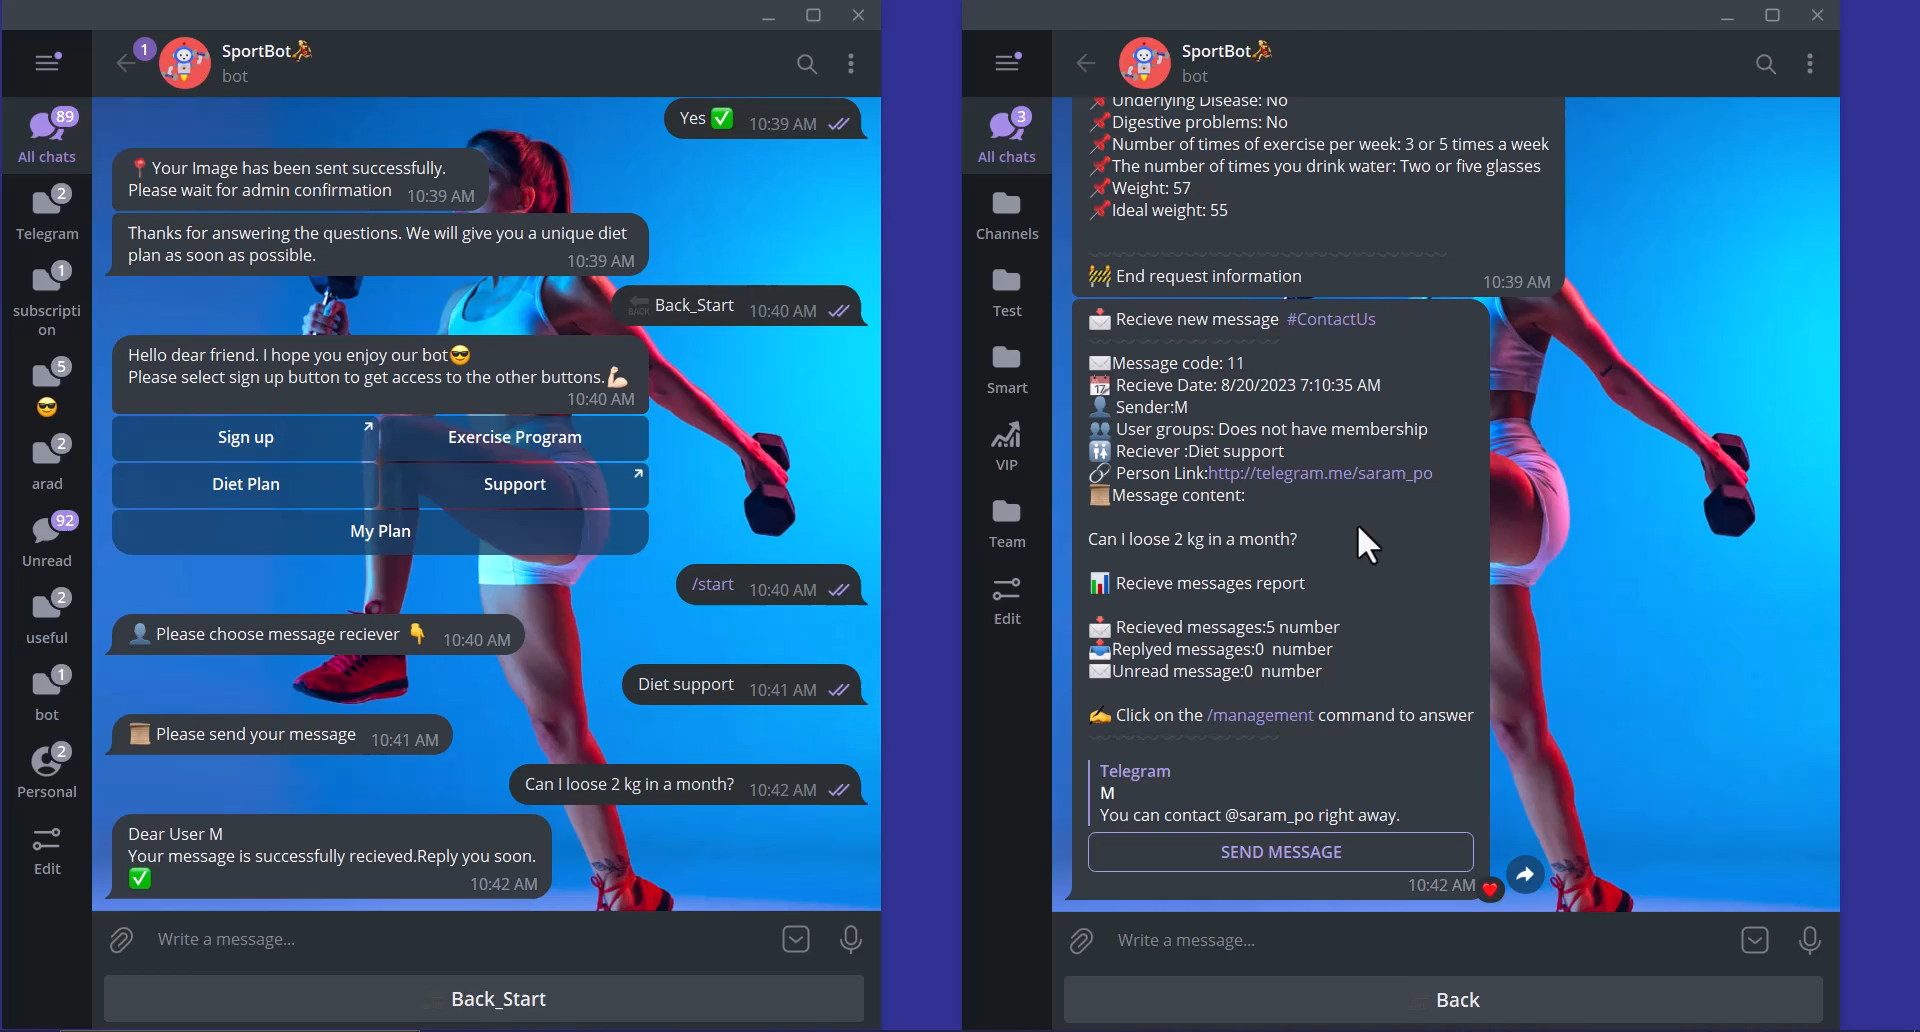 1
SportBot
bot
89
All chats
2
Telegram
1
subscripti
on
5
2
arad
92
Unread
2
useful
1
bot
2
Personal
Edit
Yes ✅ 10:39 AM
📍Your Image has been sent successfully.
Please wait for admin confirmation 10:39 AM
Thanks for answering the questions. We will give you a unique diet
plan as soon as possible. 10:39 AM
Back_Start 10:40 AM
Hello dear friend. I hope you enjoy our bot😎
Please select sign up button to get access to the other buttons.💪🏻
10:40 AM
Sign up
Exercise Program
Diet Plan
Support
My Plan
/start 10:40 AM
👤 Please choose message reciever 👇 10:40 AM
Diet support 10:41 AM
📜 Please send your message 10:41 AM
Can I loose 2 kg in a month? 10:42 AM
Dear User M
Your message is successfully recieved.Reply you soon.
✅ 10:42 AM
Write a message...
Back_Start
SportBot
bot
3
All chats
Channels
Test
Smart
VIP
Team
Edit
📌Underlying Disease: No
📌Digestive problems: No
📌Number of times of exercise per week: 3 or 5 times a week
📌The number of times you drink water: Two or five glasses
📌Weight: 57
📌Ideal weight: 55
🚧 End request information 10:39 AM
📩 Recieve new message #ContactUs
✉️Message code: 11
📆 Recieve Date: 8/20/2023 7:10:35 AM
👤 Sender:M
👥 User groups: Does not have membership
🚻 Reciever :Diet support
🔗 Person Link:http://telegram.me/saram_po
📜Message content:
Can I loose 2 kg in a month?
📊 Recieve messages report
📩 Recieved messages:5 number
📥Replyed messages:0 number
✉️Unread message:0 number
✍️ Click on the /management command to answer
Telegram
M
You can contact @saram_po right away.
SEND MESSAGE
10:42 AM
Write a message...
Back